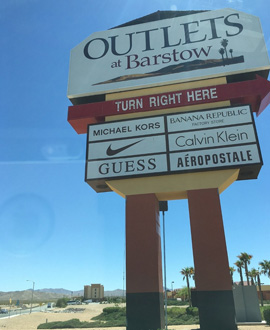 OUTLETS
at Barstow
TURN RIGHT HERE
MICHAEL KORS
BANANA REPUBLIC
FACTORY STORE
Calvin Klein
GUESS
AÉROPOSTALE